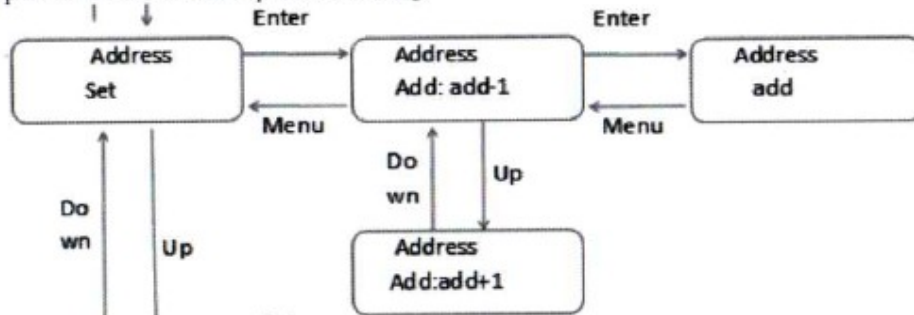 Enter
Enter
Address
Set
Address
Add: add-1
Address
add
Menu
Menu
Do
wn
Up
Do
wn
Up
Address
Add:add+1